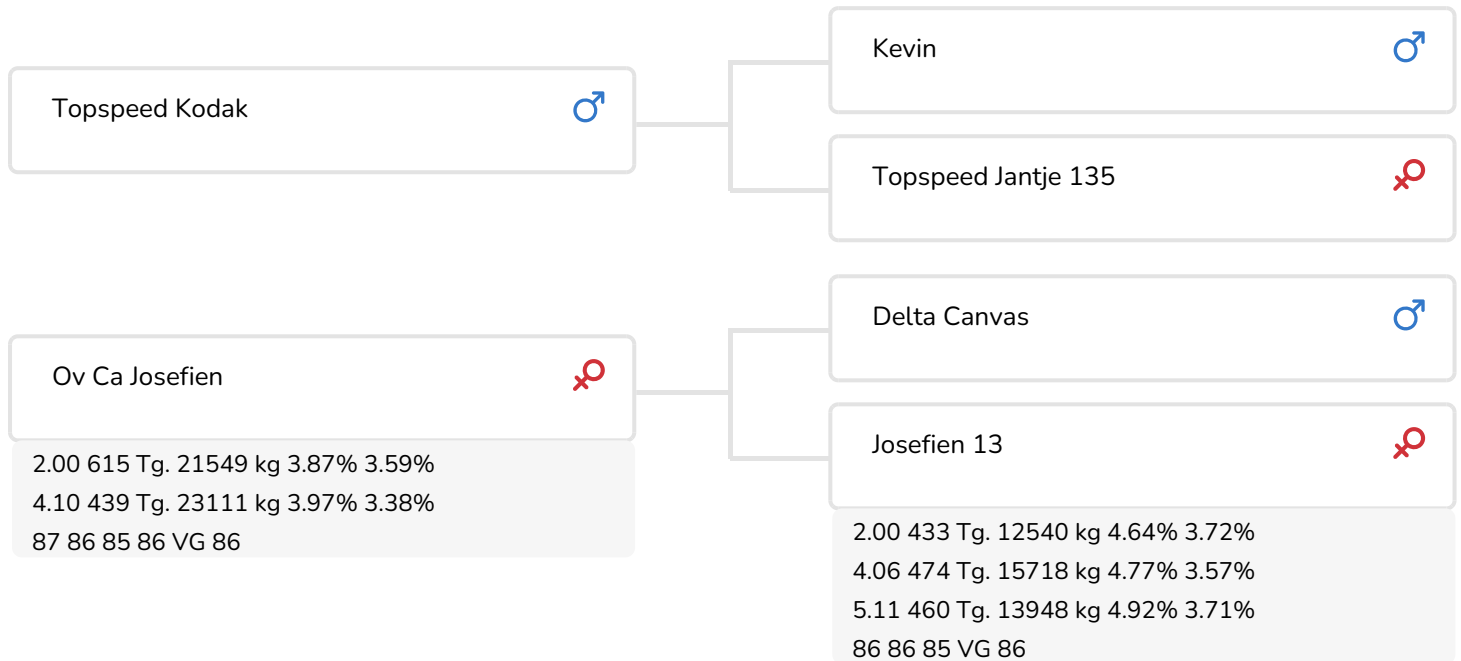 Topspeed Kodak
Kevin
Topspeed Jantje 135
Ov Ca Josefien
2.00 615 Tg. 21549 kg 3.87% 3.59%
4.10 439 Tg. 23111 kg 3.97% 3.38%
87 86 85 86 VG 86
Delta Canvas
Josefien 13
2.00 433 Tg. 12540 kg 4.64% 3.72%
4.06 474 Tg. 15718 kg 4.77% 3.57%
5.11 460 Tg. 13948 kg 4.92% 3.71%
86 86 85 VG 86